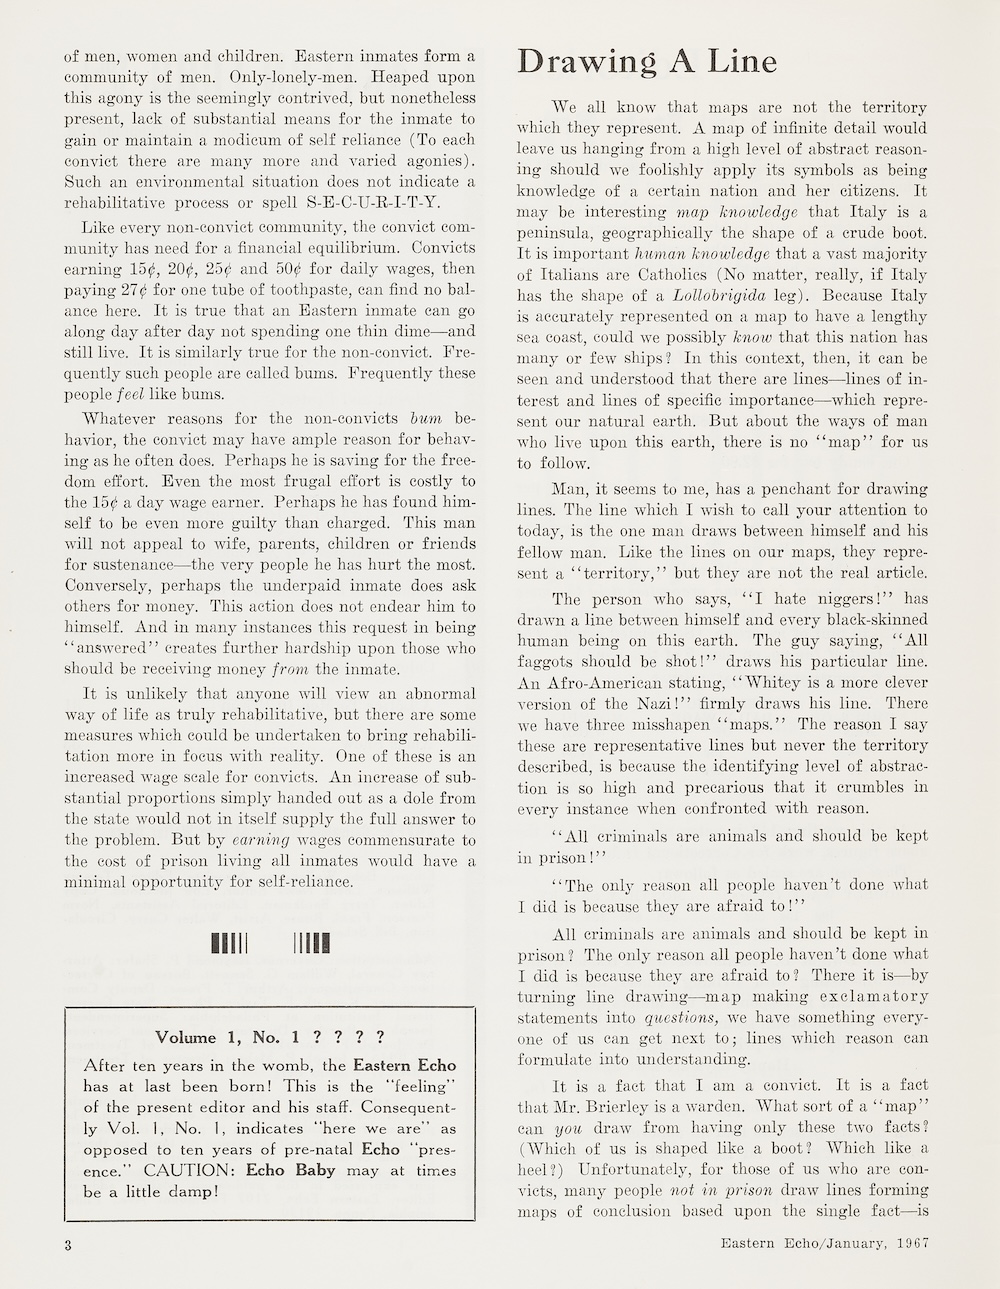 of men, women and children. Eastern inmates form a
community of men. Only-lonely-men. Heaped upon
this agony is the seemingly contrived, but nonetheless
present, lack of substantial means for the inmate to
gain or maintain a modicum of self reliance (To each
convict there are many more and varied agonies).
Such an environmental situation does not indicate a
rehabilitative process or spell S-E-C-U-R-I-T-Y.
Like every non-convict community, the convict com-
munity has need for a financial equilibrium. Convicts
earning 15¢, 20¢, 25¢ and 50¢ for daily wages, then
paying 27¢ for one tube of toothpaste, can find no bal-
ance here. It is true that an Eastern inmate can go
along day after day not spending one thin dime—and
still live. It is similarly true for the non-convict. Fre-
quently such people are called bums. Frequently these
people feel like bums.
Whatever reasons for the non-convicts bum be-
havior, the convict may have ample reason for behav-
ing as he often does. Perhaps he is saving for the free-
dom effort. Even the most frugal effort is costly to
the 15¢ a day wage earner. Perhaps he has found him-
self to be even more guilty than charged. This man
will not appeal to wife, parents, children or friends
for sustenance—the very people he has hurt the most.
Conversely, perhaps the underpaid inmate does ask
others for money. This action does not endear him to
himself. And in many instances this request in being
"answered" creates further hardship upon those who
should be receiving money from the inmate.
It is unlikely that anyone will view an abnormal
way of life as truly rehabilitative, but there are some
measures which could be undertaken to bring rehabili-
tation more in focus with reality. One of these is an
increased wage scale for convicts. An increase of sub-
stantial proportions simply handed out as a dole from
the state would not in itself supply the full answer to
the problem. But by earning wages commensurate to
the cost of prison living all inmates would have a
minimal opportunity for self-reliance.
Volume 1, No. 1 ? ? ? ?
After ten years in the womb, the Eastern Echo
has at last been born! This is the "feeling"
of the present editor and his staff. Consequent-
ly Vol. 1, No. 1, indicates "here we are" as
opposed to ten years of pre-natal Echo "pres-
ence." CAUTION: Echo Baby may at times
be a little damp!
Drawing A Line
We all know that maps are not the territory
which they represent. A map of infinite detail would
leave us hanging from a high level of abstract reason-
ing should we foolishly apply its symbols as being
knowledge of a certain nation and her citizens. It
may be interesting map knowledge that Italy is a
peninsula, geographically the shape of a crude boot.
It is important human knowledge that a vast majority
of Italians are Catholics (No matter, really, if Italy
has the shape of a Lollobrigida leg). Because Italy
is accurately represented on a map to have a lengthy
sea coast, could we possibly know that this nation has
many or few ships? In this context, then, it can be
seen and understood that there are lines—lines of in-
terest and lines of specific importance—which repre-
sent our natural earth. But about the ways of man
who live upon this earth, there is no "map" for us
to follow.
Man, it seems to me, has a penchant for drawing
lines. The line which I wish to call your attention to
today, is the one man draws between himself and his
fellow man. Like the lines on our maps, they repre-
sent a "territory," but they are not the real article.
The person who says, "I hate niggers!" has
drawn a line between himself and every black-skinned
human being on this earth. The guy saying, "All
faggots should be shot!" draws his particular line.
An Afro-American stating, "Whitey is a more clever
version of the Nazi!" firmly draws his line. There
we have three misshapen "maps." The reason I say
these are representative lines but never the territory
described, is because the identifying level of abstrac-
tion is so high and precarious that it crumbles in
every instance when confronted with reason.
"All criminals are animals and should be kept
in prison!"
"The only reason all people haven't done what
I did is because they are afraid to!"
All criminals are animals and should be kept in
prison? The only reason all people haven't done what
I did is because they are afraid to? There it is—by
turning line drawing—map making exclamatory
statements into questions, we have something every-
one of us can get next to; lines which reason can
formulate into understanding.
It is a fact that I am a convict. It is a fact
that Mr. Brierley is a warden. What sort of a "map"
can you draw from having only these two facts?
(Which of us is shaped like a boot? Which like a
heel?) Unfortunately, for those of us who are con-
victs, many people not in prison draw lines forming
maps of conclusion based upon the single fact—is
3
Eastern Echo/January, 1967